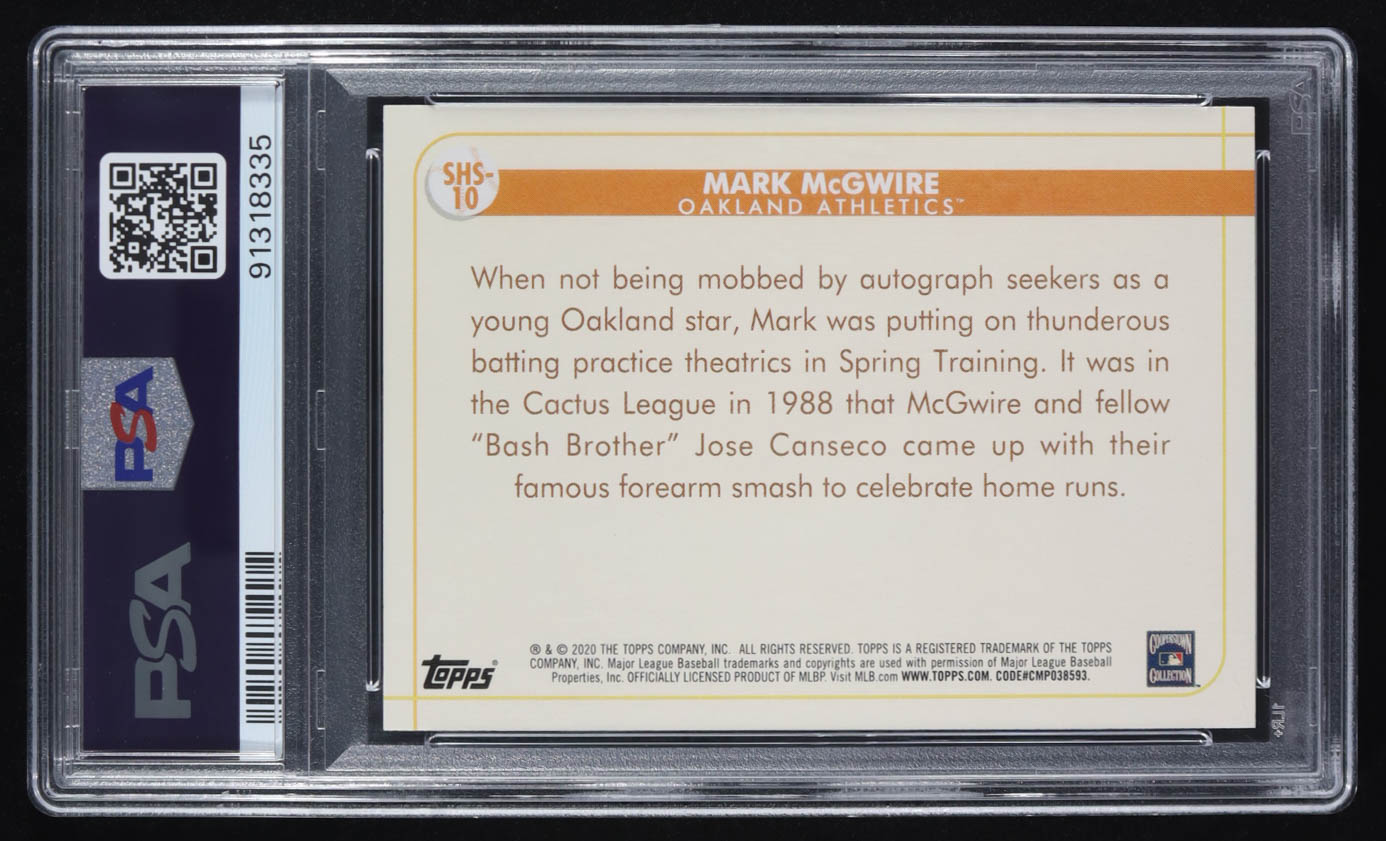 91318335
PSA
PSA
SHS-
10
MARK McGWIRE
OAKLAND ATHLETICS™
When not being mobbed by autograph seekers as a
young Oakland star, Mark was putting on thunderous
batting practice theatrics in Spring Training. It was in
the Cactus League in 1988 that McGwire and fellow
“Bash Brother” Jose Canseco came up with their
famous forearm smash to celebrate home runs.
® & © 2020 THE TOPPS COMPANY, INC. ALL RIGHTS RESERVED. TOPPS IS A REGISTERED TRADEMARK OF THE TOPPS
COMPANY, INC. Major League Baseball trademarks and copyrights are used with permission of Major League Baseball
Properties, Inc. OFFICIALLY LICENSED PRODUCT OF MLBP. Visit MLB.com WWW.TOPPS.COM. CODE#CMP038593.
Topps®
COOPERSTOWN
COLLECTION™
PSA